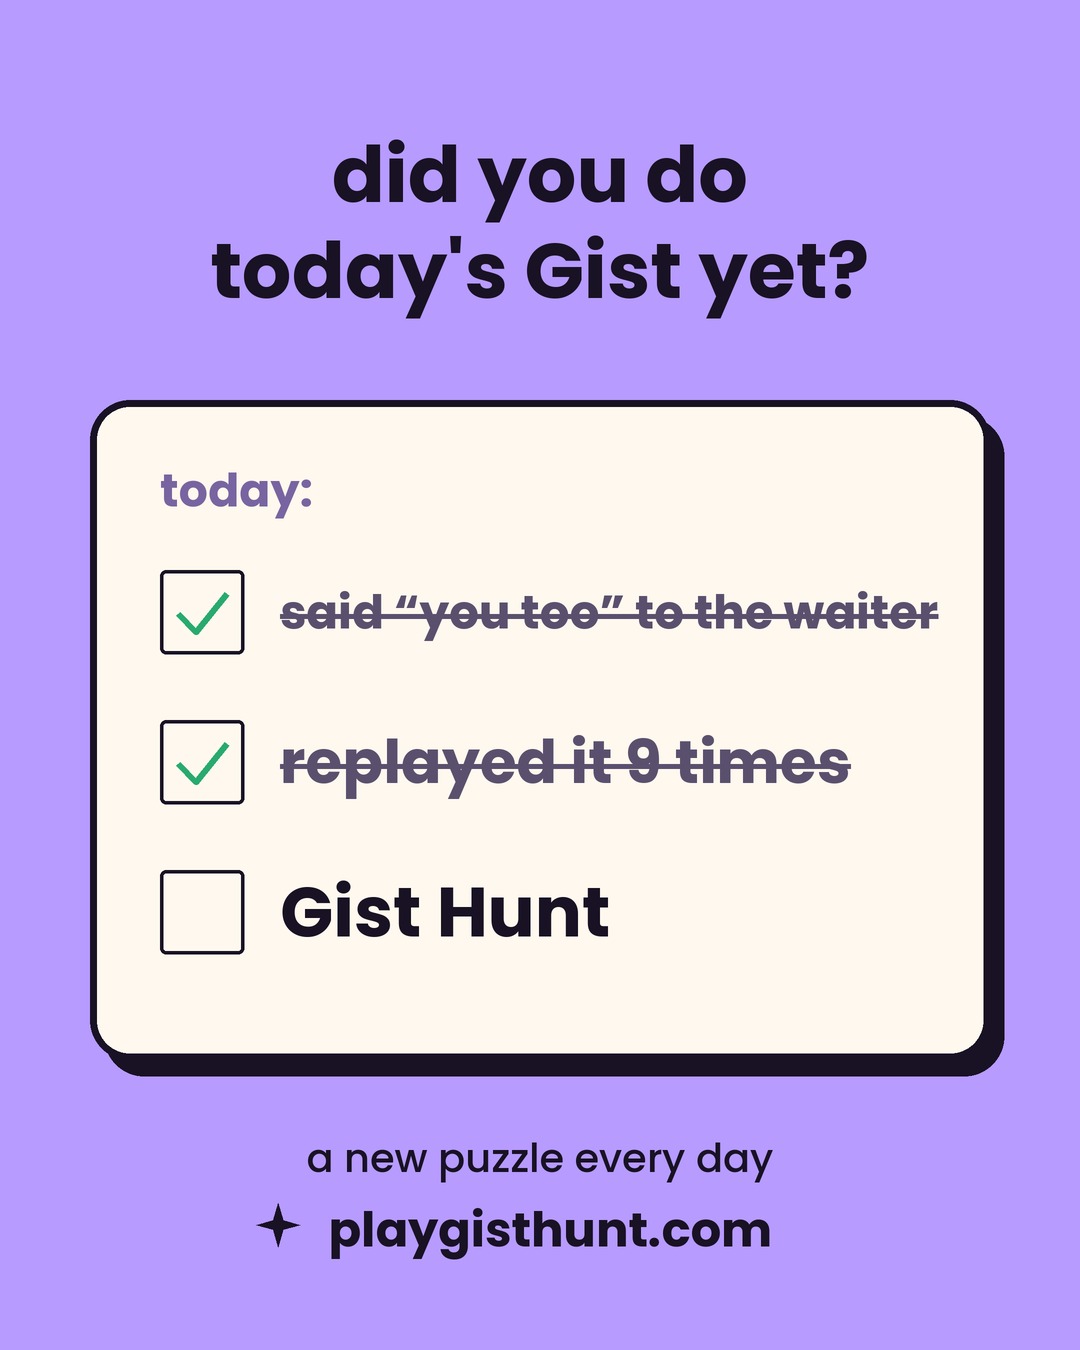 did you do
today's Gist yet?
today:
said “you too” to the waiter
replayed it 9 times
Gist Hunt
a new puzzle every day
playgisthunt.com